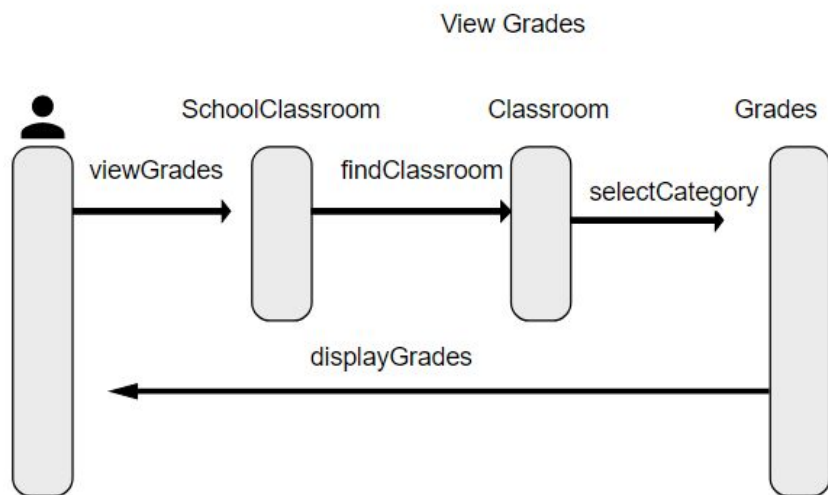 View Grades
SchoolClassroom
Classroom
Grades
viewGrades
findClassroom
selectCategory
displayGrades